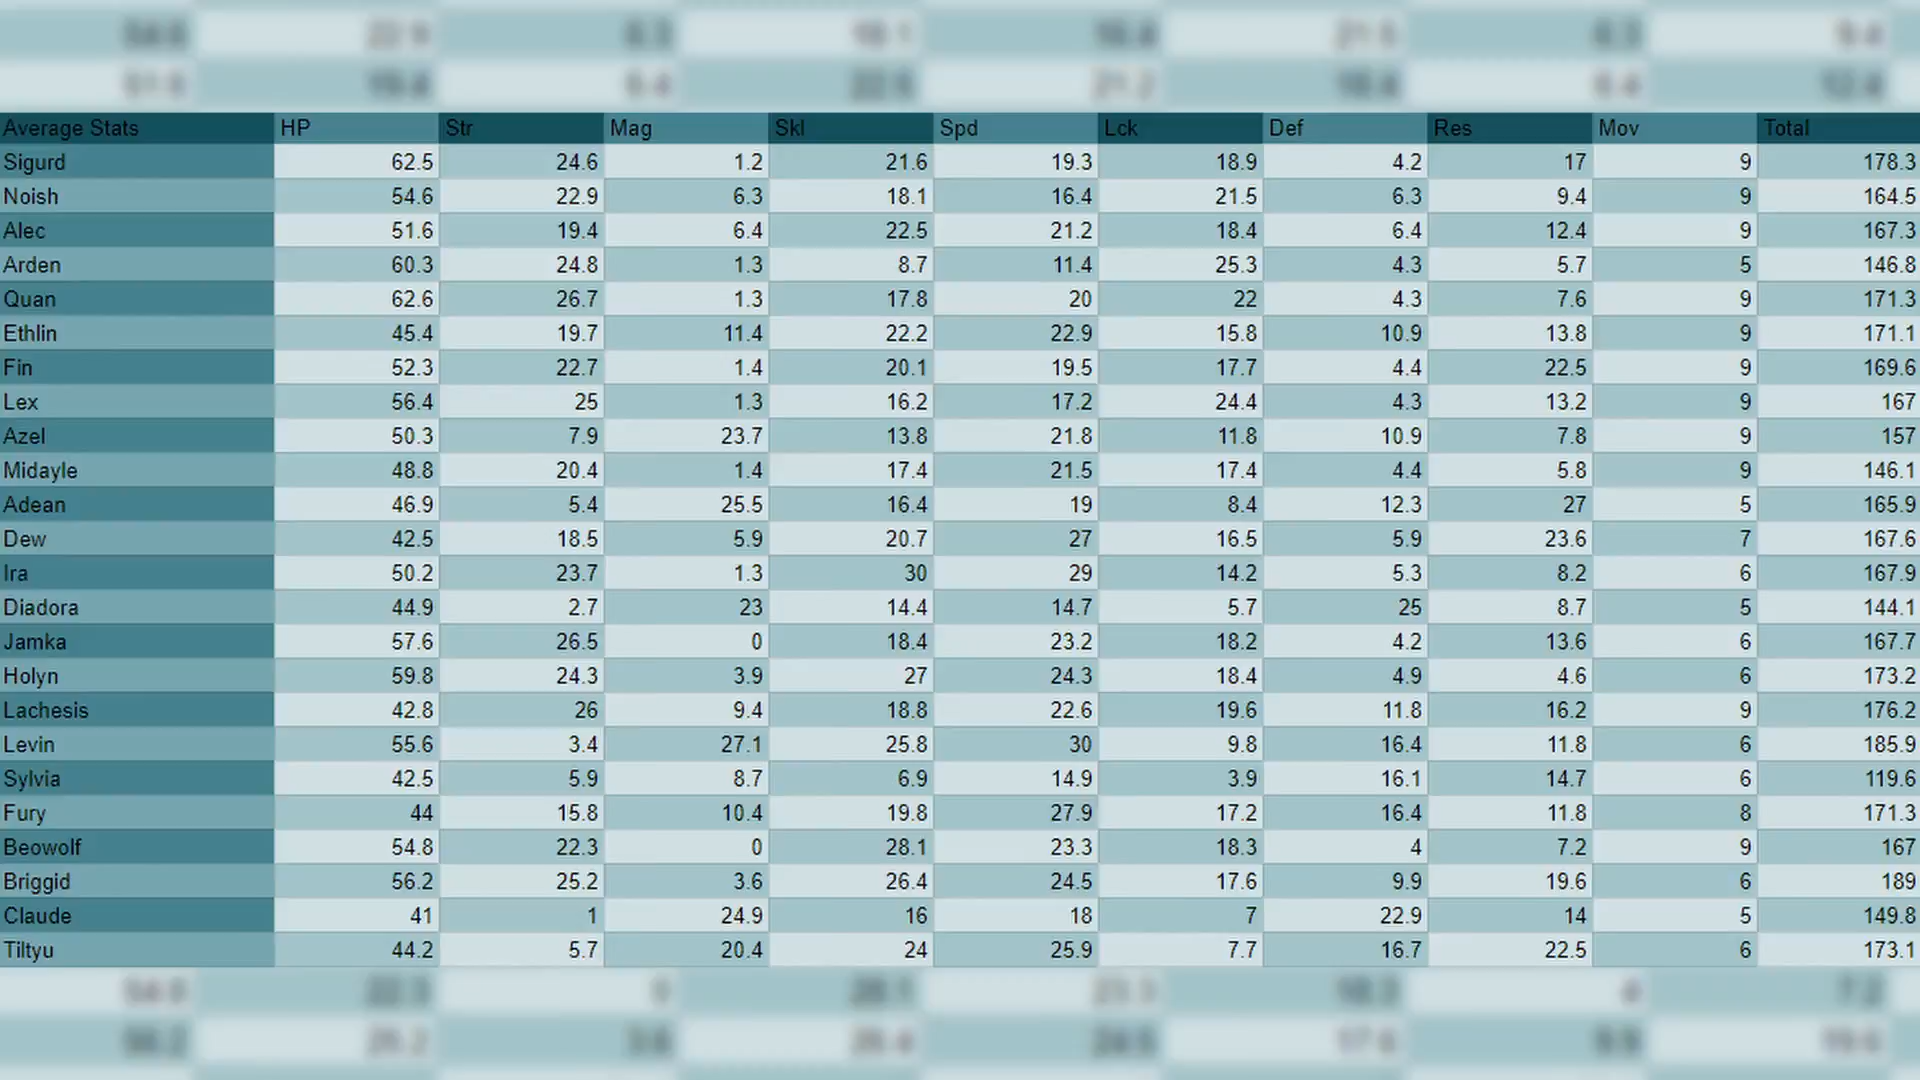 Average Stats HP Str Mag Skl Spd Lck Def Res Mov Total
Sigurd 62.5 24.6 1.2 21.6 19.3 18.9 4.2 17 9 178.3
Noish 54.6 22.9 6.3 18.1 16.4 21.5 6.3 9.4 9 164.5
Alec 51.6 19.4 6.4 22.5 21.2 18.4 6.4 12.4 9 167.3
Arden 60.3 24.8 1.3 8.7 11.4 25.3 4.3 5.7 5 146.8
Quan 62.6 26.7 1.3 17.8 20 22 4.3 7.6 9 171.3
Ethlin 45.4 19.7 11.4 22.2 22.9 15.8 10.9 13.8 9 171.1
Fin 52.3 22.7 1.4 20.1 19.5 17.7 4.4 22.5 9 169.6
Lex 56.4 25 1.3 16.2 17.2 24.4 4.3 13.2 9 167
Azel 50.3 7.9 23.7 13.8 21.8 11.8 10.9 7.8 9 157
Midayle 48.8 20.4 1.4 17.4 21.5 17.4 4.4 5.8 9 146.1
Adean 46.9 5.4 25.5 16.4 19 8.4 12.3 27 5 165.9
Dew 42.5 18.5 5.9 20.7 27 16.5 5.9 23.6 7 167.6
Ira 50.2 23.7 1.3 30 29 14.2 5.3 8.2 6 167.9
Diadora 44.9 2.7 23 14.4 14.7 5.7 25 8.7 5 144.1
Jamka 57.6 26.5 0 18.4 23.2 18.2 4.2 13.6 6 167.7
Holyn 59.8 24.3 3.9 27 24.3 18.4 4.9 4.6 6 173.2
Lachesis 42.8 26 9.4 18.8 22.6 19.6 11.8 16.2 9 176.2
Levin 55.6 3.4 27.1 25.8 30 9.8 16.4 11.8 6 185.9
Sylvia 42.5 5.9 8.7 6.9 14.9 3.9 16.1 14.7 6 119.6
Fury 44 15.8 10.4 19.8 27.9 17.2 16.4 11.8 8 171.3
Beowolf 54.8 22.3 0 28.1 23.3 18.3 4 7.2 9 167
Briggid 56.2 25.2 3.6 26.4 24.5 17.6 9.9 19.6 6 189
Claude 41 1 24.9 16 18 7 22.9 14 5 149.8
Tiltyu 44.2 5.7 20.4 24 25.9 7.7 16.7 22.5 6 173.1